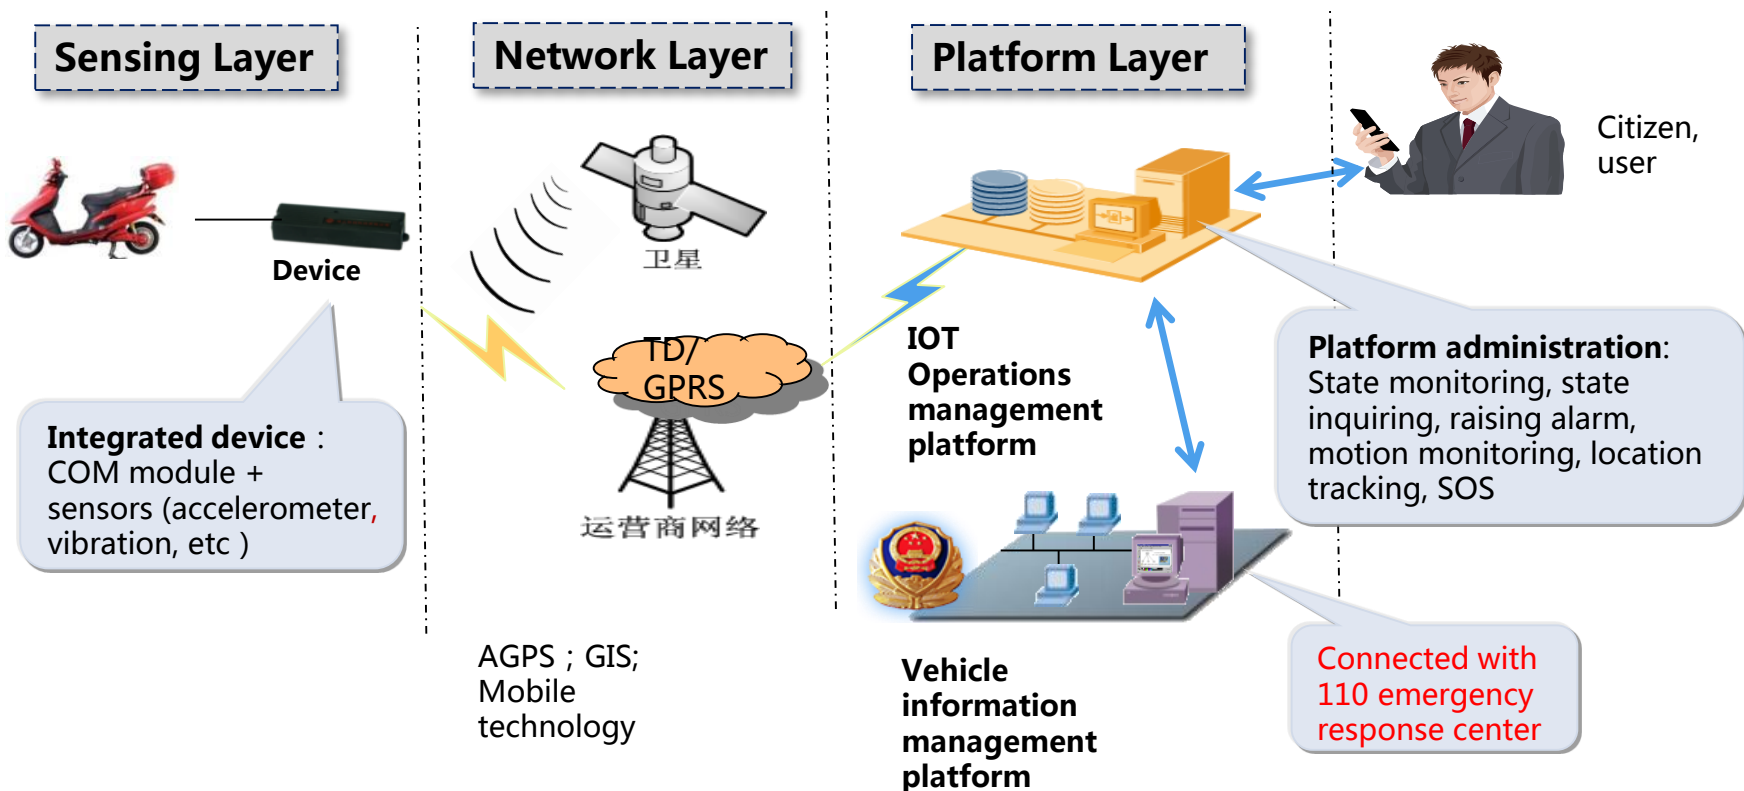 Sensing Layer
Network Layer
Platform Layer
Citizen,
user
Device
卫星
TD/
GPRS
运营商网络
Integrated device：
COM module +
sensors (accelerometer,
vibration, etc )
AGPS；GIS;
Mobile
technology
IOT
Operations
management
platform
Platform administration:
State monitoring, state
inquiring, raising alarm,
motion monitoring, location
tracking, SOS
Vehicle
information
management
platform
Connected with
110 emergency
response center